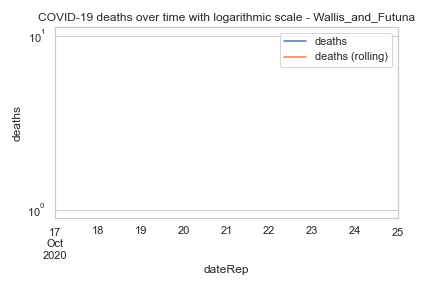 COVID-19 deaths over time with logarithmic scale - Wallis_and_Futuna
10¹
deaths
deaths (rolling)
deaths
10⁰
17 18 19 20 21 22 23 24 25
Oct
2020
dateRep